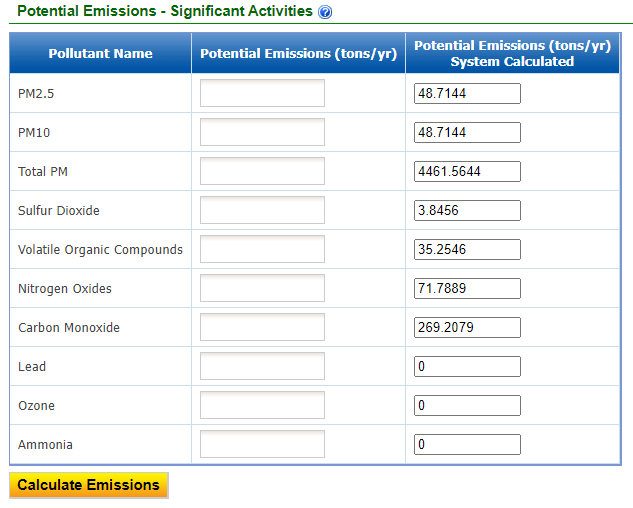 Potential Emissions - Significant Activities ?
Pollutant Name Potential Emissions (tons/yr) Potential Emissions (tons/yr)
System Calculated
PM2.5 48.7144
PM10 48.7144
Total PM 4461.5644
Sulfur Dioxide 3.8456
Volatile Organic Compounds 35.2546
Nitrogen Oxides 71.7889
Carbon Monoxide 269.2079
Lead 0
Ozone 0
Ammonia 0
Calculate Emissions